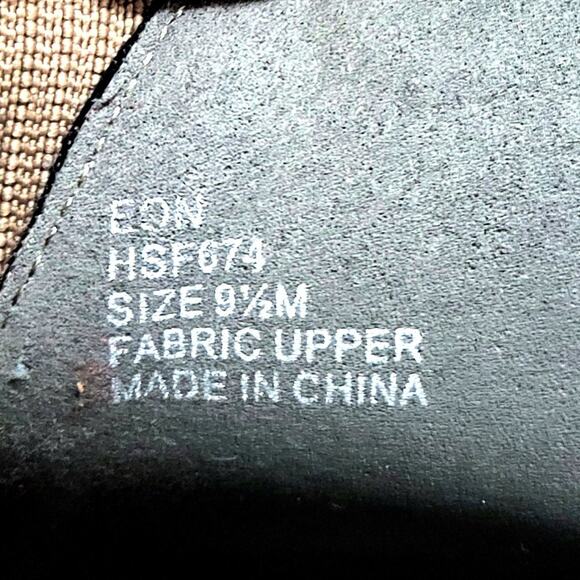 EON
HSF674
SIZE 9½M
FABRIC UPPER
MADE IN CHINA